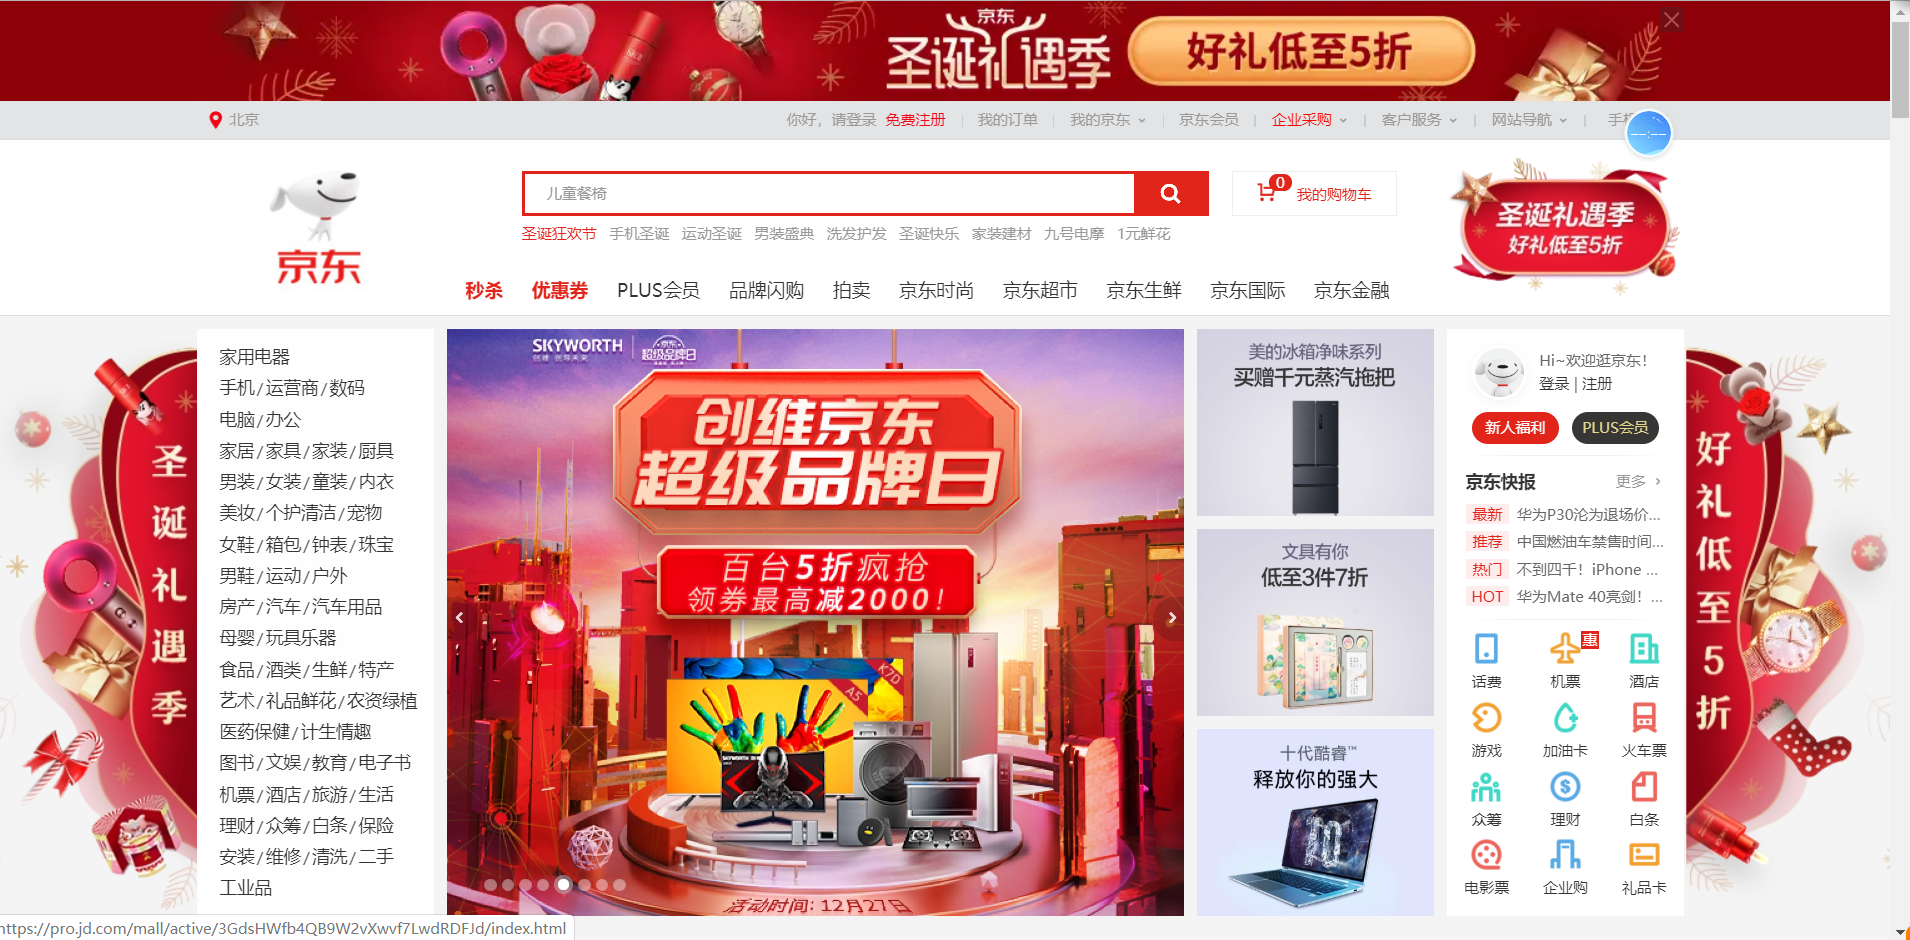 京东
圣诞礼遇季
好礼低至5折
北京
你好，请登录 免费注册 我的订单 我的京东 京东会员 企业采购 客户服务 网站导航
京东
儿童餐椅
0 我的购物车
圣诞狂欢节 手机圣诞 运动圣诞 男装盛典 洗发护发 圣诞快乐 家装建材 九号电摩 1元鲜花
圣诞礼遇季
好礼低至5折
秒杀 优惠券 PLUS会员 品牌闪购 拍卖 京东时尚 京东超市 京东生鲜 京东国际 京东金融
圣诞礼遇季
家用电器
手机/运营商/数码
电脑/办公
家居/家具/家装/厨具
男装/女装/童装/内衣
美妆/个护清洁/宠物
女鞋/箱包/钟表/珠宝
男鞋/运动/户外
房产/汽车/汽车用品
母婴/玩具乐器
食品/酒类/生鲜/特产
艺术/礼品鲜花/农资绿植
医药保健/计生情趣
图书/文娱/教育/电子书
机票/酒店/旅游/生活
理财/众筹/白条/保险
安装/维修/清洗/二手
工业品
SKYWORTH
京东
超级品牌日
创维京东
超级品牌日
百台5折疯抢
领券最高减2000！
A5
K7D
活动时间：12月27日
美的冰箱净味系列
买赠千元蒸汽拖把
文具有你
低至3件7折
十代酷睿™
释放你的强大
Hi~欢迎逛京东！
登录 | 注册
新人福利 PLUS会员
京东快报 更多
最新 华为P30沦为退场价...
推荐 中国燃油车禁售时间...
热门 不到四千！iPhone ...
HOT 华为Mate 40亮剑！...
惠
话费 机票 酒店
游戏 加油卡 火车票
众筹 理财 白条
电影票 企业购 礼品卡
好礼低至5折
https://pro.jd.com/mall/active/3GdsHWfb4QB9W2vXwvf7LwdRDFJd/index.html